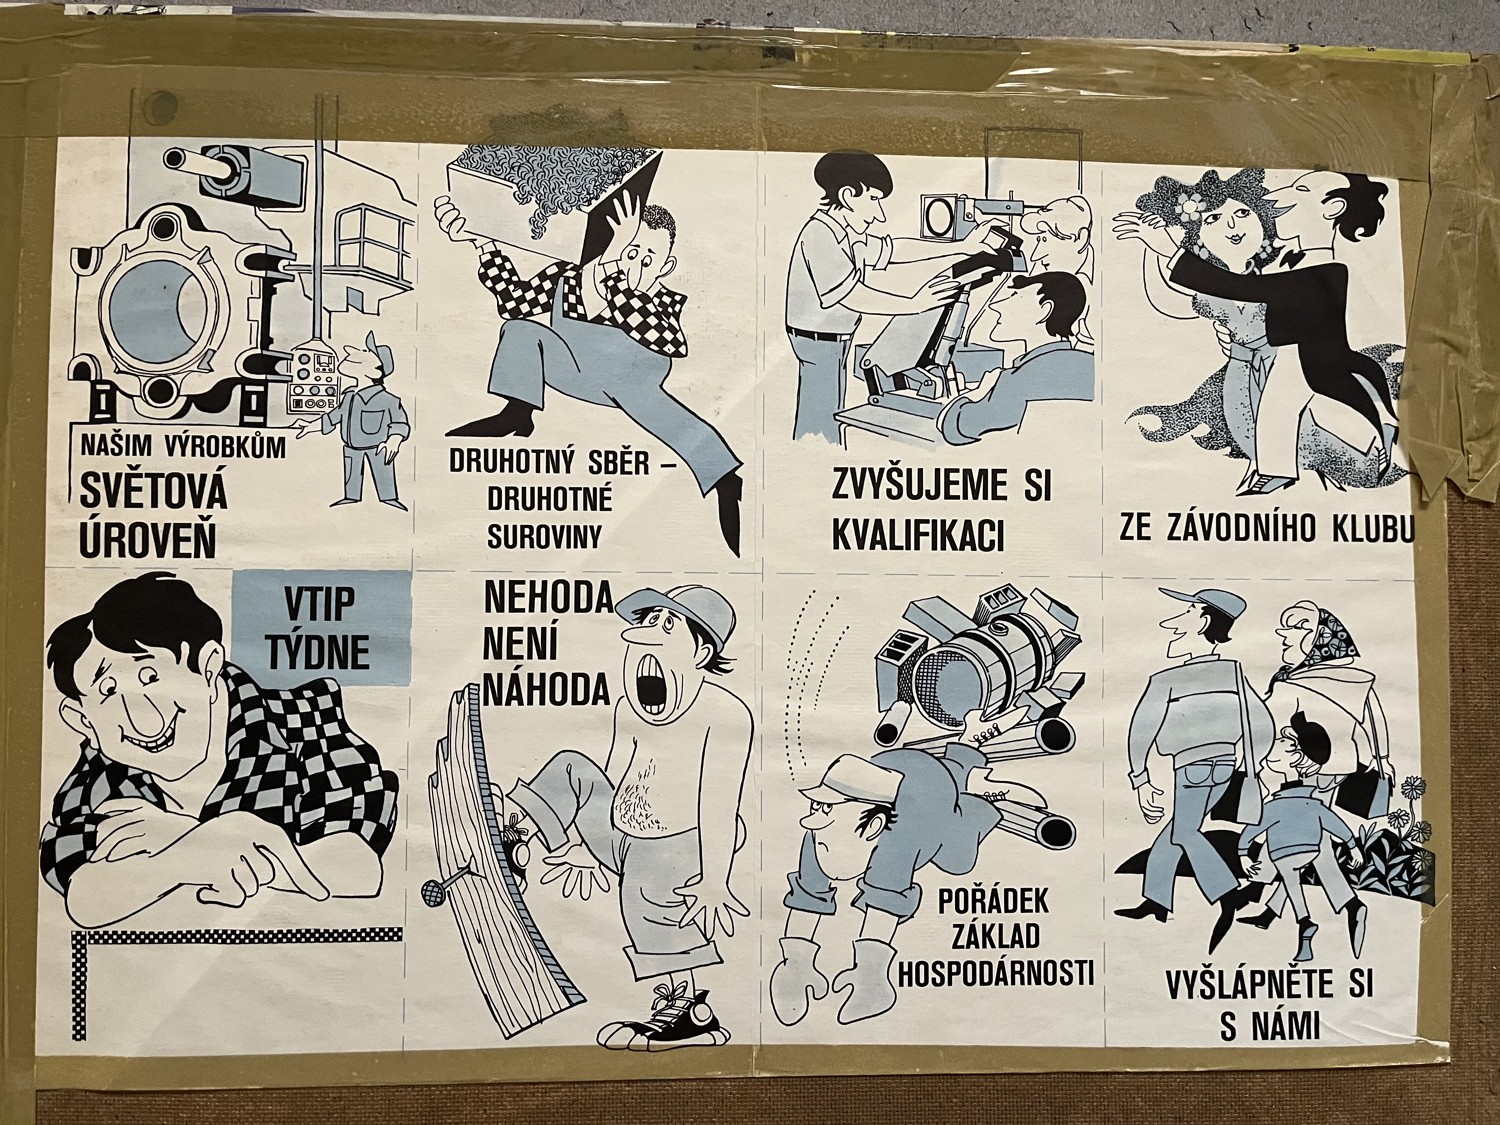 NAŠIM VÝROBKŮM
SVĚTOVÁ
ÚROVEŇ
DRUHOTNÝ SBĚR –
DRUHOTNÉ
SUROVINY
ZVYŠUJEME SI
KVALIFIKACI
ZE ZÁVODNÍHO KLUBU
VTIP
TÝDNE
NEHODA
NENÍ
NÁHODA
POŘÁDEK
ZÁKLAD
HOSPODÁRNOSTI
VYŠLÁPNĚTE SI
S NÁMI